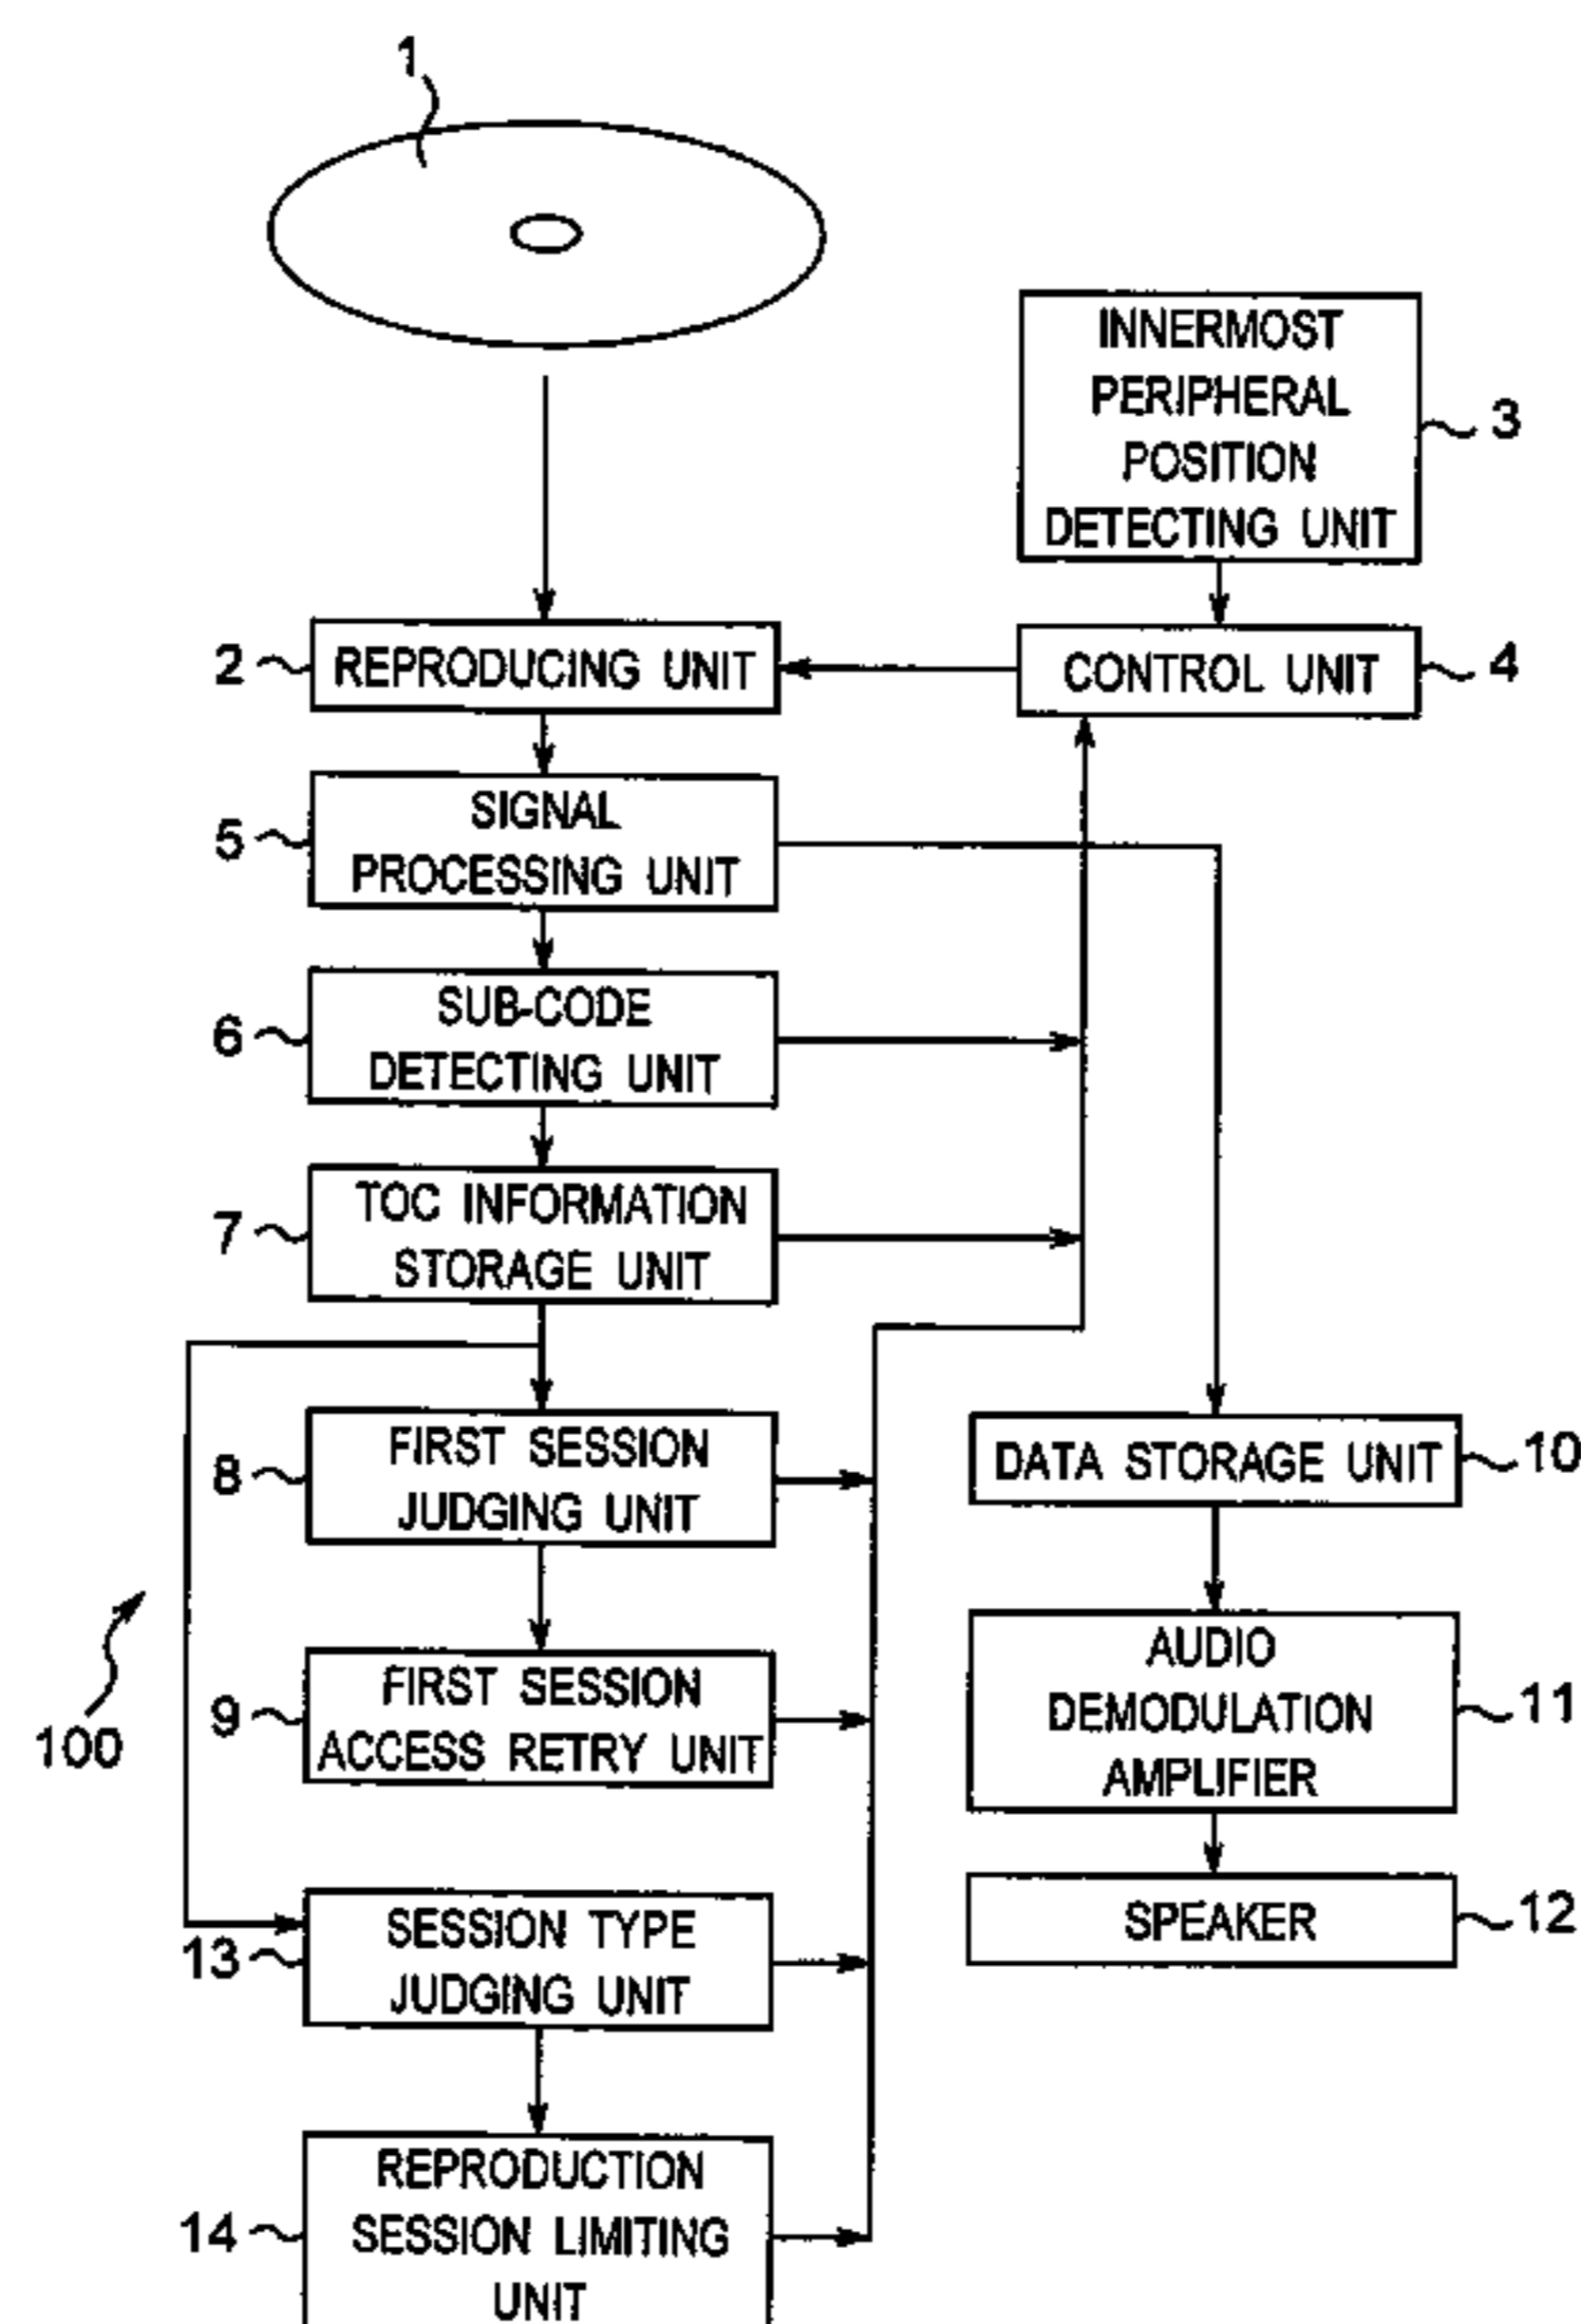 1
INNERMOST
PERIPHERAL
POSITION
DETECTING UNIT
3
2
REPRODUCING UNIT
CONTROL UNIT
4
5
SIGNAL
PROCESSING UNIT
6
SUB-CODE
DETECTING UNIT
7
TOC INFORMATION
STORAGE UNIT
8
FIRST SESSION
JUDGING UNIT
DATA STORAGE UNIT
10
100
9
FIRST SESSION
ACCESS RETRY UNIT
AUDIO
DEMODULATION
AMPLIFIER
11
13
SESSION TYPE
JUDGING UNIT
SPEAKER
12
14
REPRODUCTION
SESSION LIMITING
UNIT